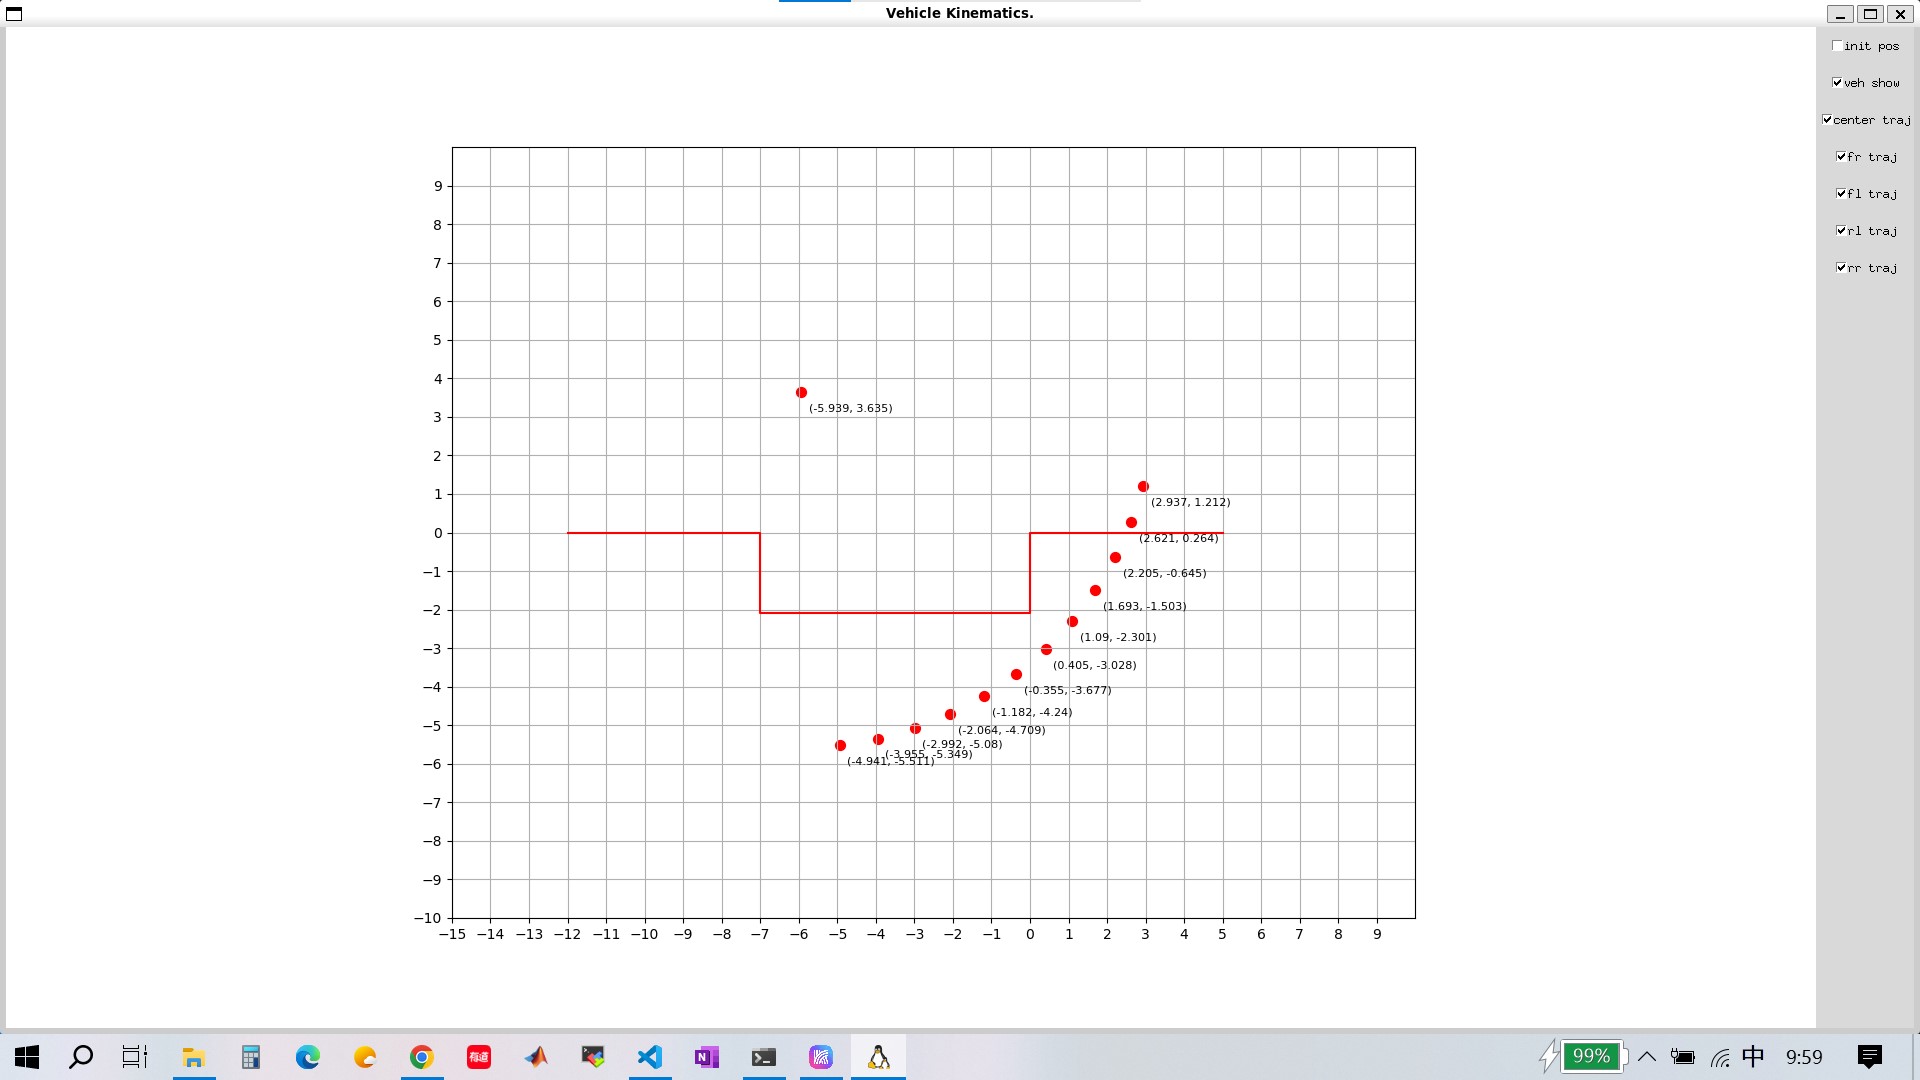 Vehicle Kinematics.
init pos
veh show
center traj
fr traj
fl traj
rl traj
rr traj
9
8
7
6
5
4
3
2
1
0
−1
−2
−3
−4
−5
−6
−7
−8
−9
−10
(-5.939, 3.635)
(2.937, 1.212)
(2.621, 0.264)
(2.205, -0.645)
(1.693, -1.503)
(1.09, -2.301)
(0.405, -3.028)
(-0.355, -3.677)
(-1.182, -4.24)
(-2.064, -4.709)
(-2.992, -5.08)
(-3.955, -5.349)
(-4.941, -5.511)
−15 −14 −13 −12 −11 −10 −9 −8 −7 −6 −5 −4 −3 −2 −1 0 1 2 3 4 5 6 7 8 9
有道
N
99%
中
9:59